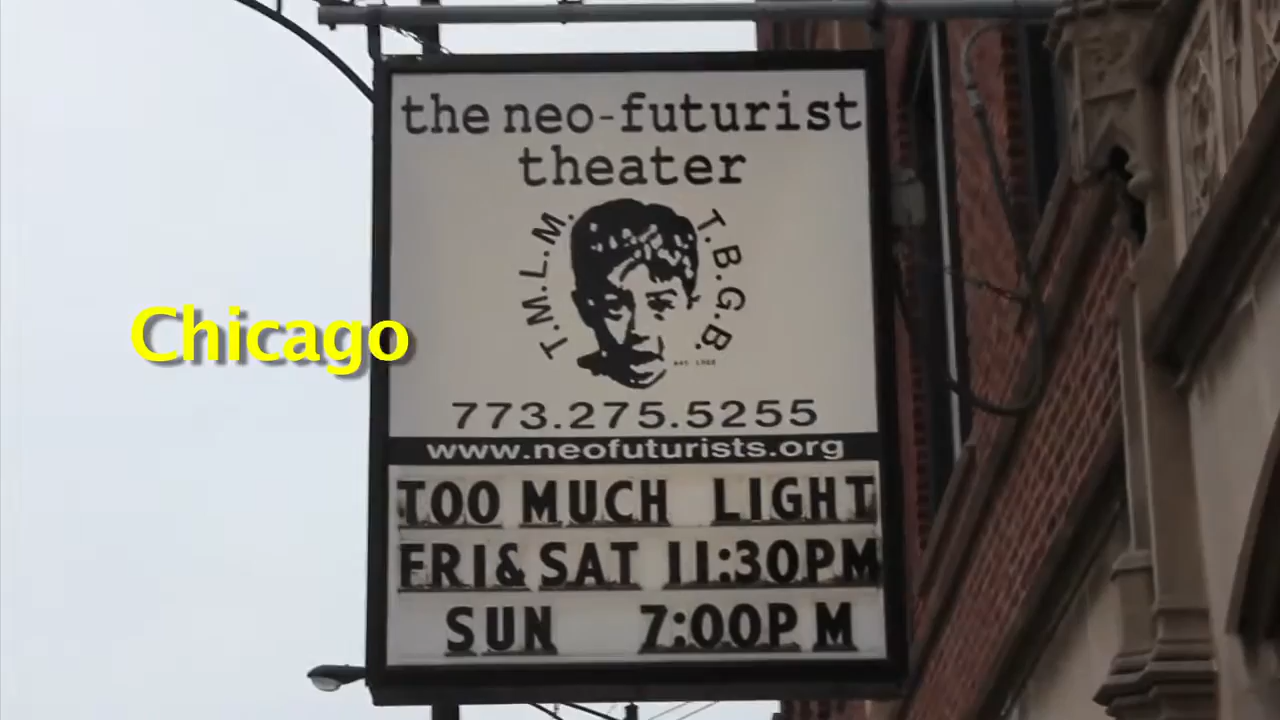 the neo-futurist
theater
T.M.L.M.
T.B.G.B.
Chicago
773.275.5255
www.neofuturists.org
TOO MUCH LIGHT
FRI & SAT 11:30PM
SUN 7:00PM